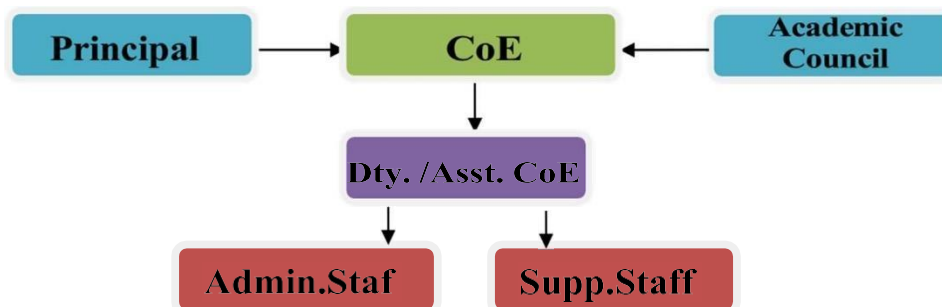 Principal
CoE
Academic
Council
Dty. /Asst. CoE
Admin.Staf
Supp.Staff